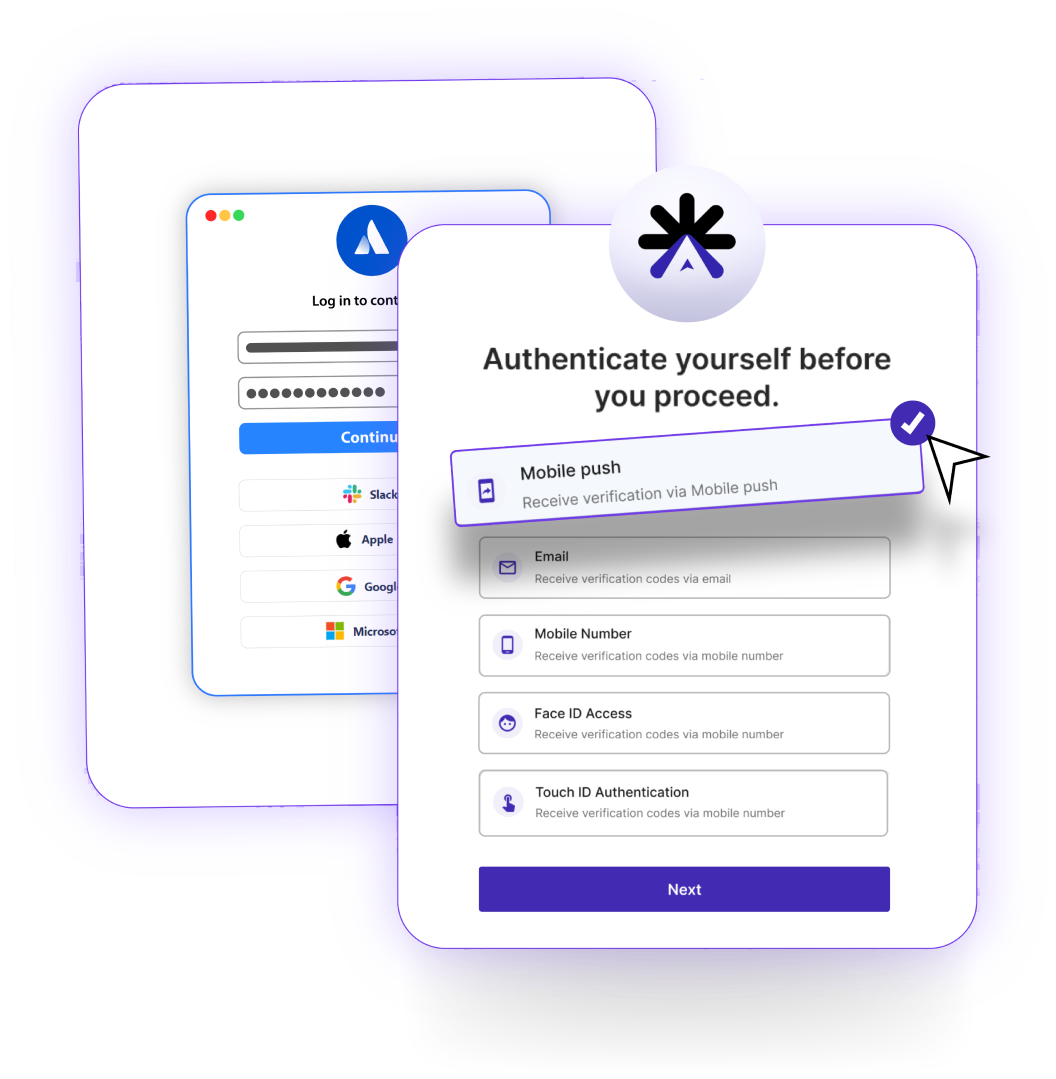 Log in to cont
Continu
Slack
Apple
Googl
Microsof
Authenticate yourself before
you proceed.
Mobile push
Receive verification via Mobile push
Email
Receive verification codes via email
Mobile Number
Receive verification codes via mobile number
Face ID Access
Receive verification codes via mobile number
Touch ID Authentication
Receive verification codes via mobile number
Next